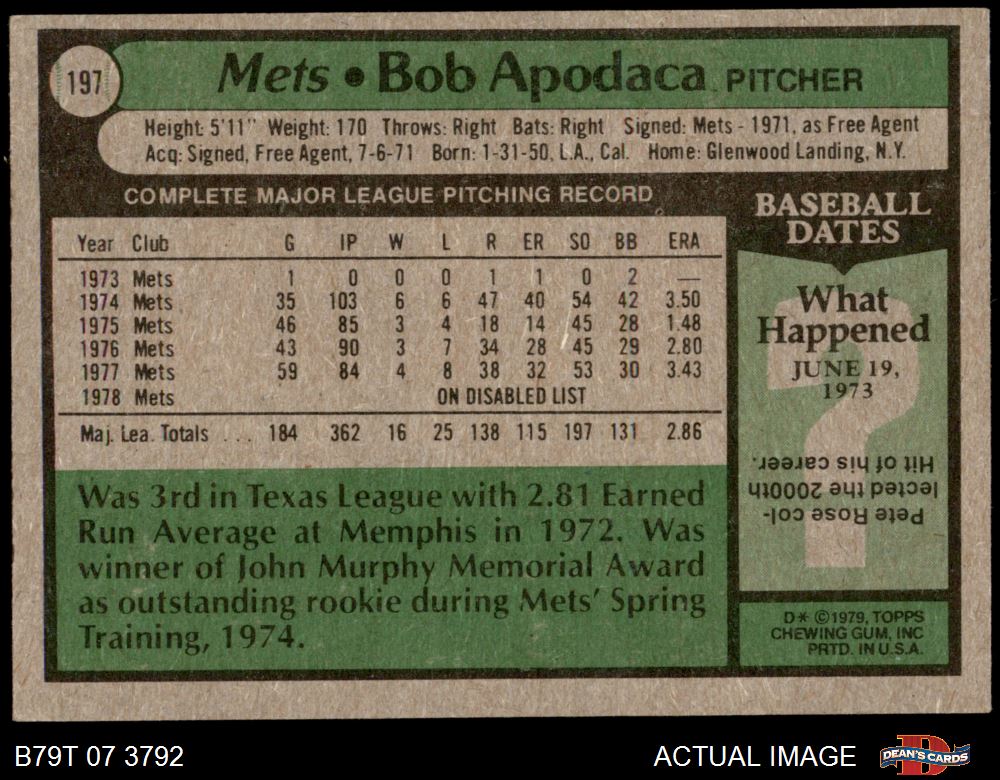 197
Mets • Bob Apodaca PITCHER
Height: 5'11" Weight: 170 Throws: Right Bats: Right Signed: Mets - 1971, as Free Agent
Acq: Signed, Free Agent, 7-6-71 Born: 1-31-50, L.A., Cal. Home: Glenwood Landing, N.Y.
COMPLETE MAJOR LEAGUE PITCHING RECORD
Year Club G IP W L R ER SO BB ERA
1973 Mets 1 0 0 0 1 1 0 2 —
1974 Mets 35 103 6 6 47 40 54 42 3.50
1975 Mets 46 85 3 4 18 14 45 28 1.48
1976 Mets 43 90 3 7 34 28 45 29 2.80
1977 Mets 59 84 4 8 38 32 53 30 3.43
1978 Mets ON DISABLED LIST
Maj. Lea. Totals . . . 184 362 16 25 138 115 197 131 2.86
Was 3rd in Texas League with 2.81 Earned
Run Average at Memphis in 1972. Was
winner of John Murphy Memorial Award
as outstanding rookie during Mets' Spring
Training, 1974.
BASEBALL
DATES
What
Happened
JUNE 19,
1973
?
Pete Rose col-
lected the 2000th
Hit of his career.
D* ©1979, TOPPS
CHEWING GUM, INC
PRTD. IN U.S.A.
B79T 07 3792
ACTUAL IMAGE
D
DEAN'S CARDS